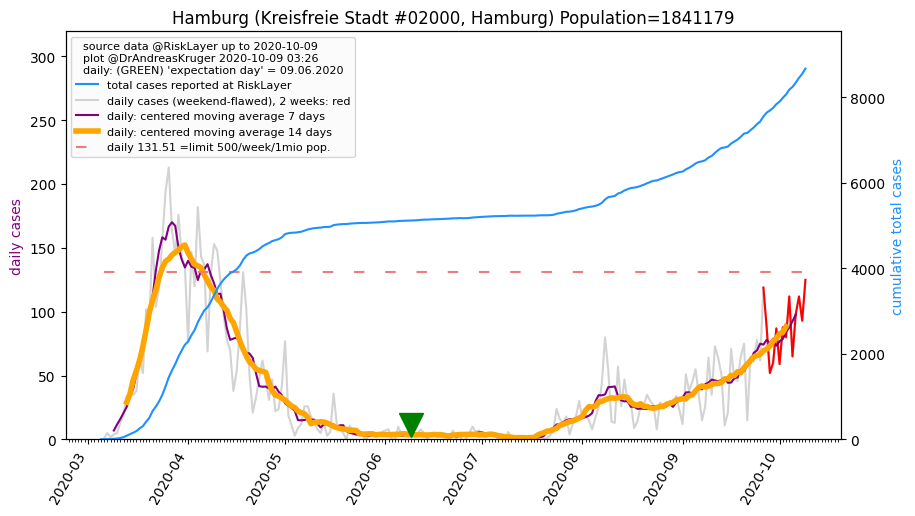 Hamburg (Kreisfreie Stadt #02000, Hamburg) Population=1841179
source data @RiskLayer up to 2020-10-09
plot @DrAndreasKruger 2020-10-09 03:26
daily: (GREEN) 'expectation day' = 09.06.2020
total cases reported at RiskLayer
daily cases (weekend-flawed), 2 weeks: red
daily: centered moving average 7 days
daily: centered moving average 14 days
daily 131.51 =limit 500/week/1mio pop.
daily cases
300
250
200
150
100
50
0
cumulative total cases
8000
6000
4000
2000
0
2020-03
2020-04
2020-05
2020-06
2020-07
2020-08
2020-09
2020-10